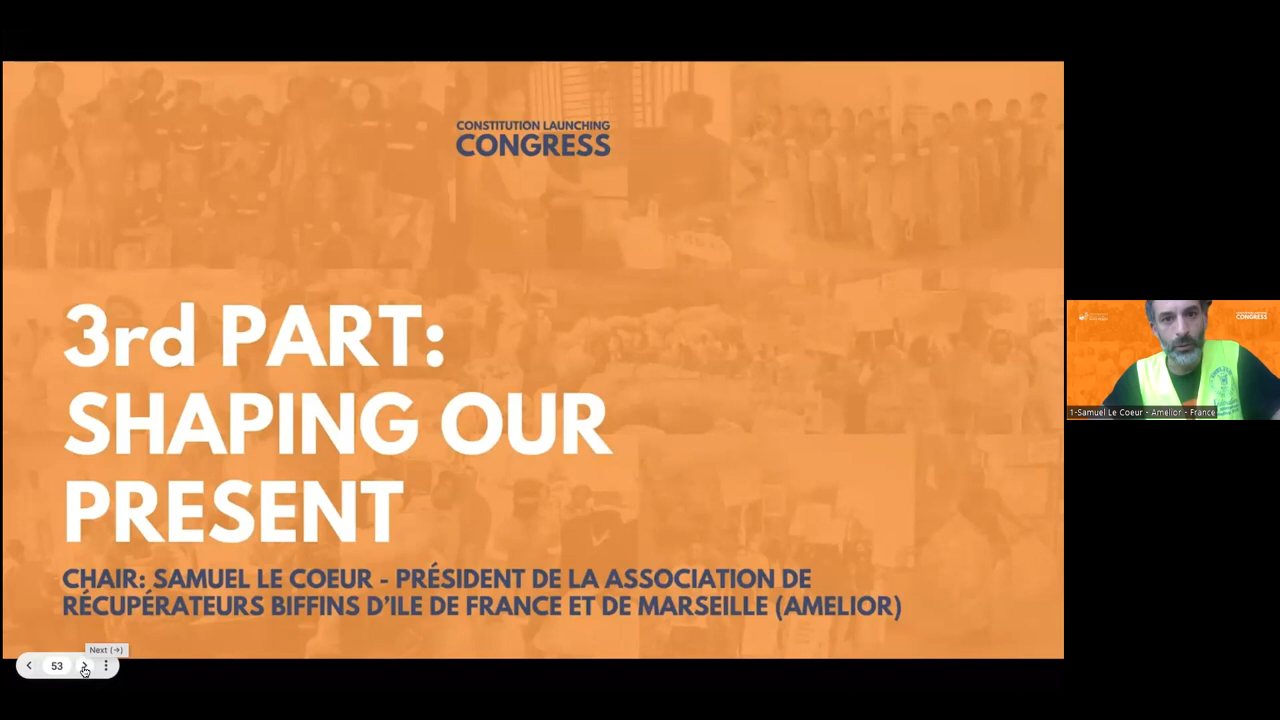 CONSTITUTION LAUNCHING
CONGRESS
3rd PART:
SHAPING OUR
PRESENT
CHAIR: SAMUEL LE COEUR - PRÉSIDENT DE LA ASSOCIATION DE
RÉCUPÉRATEURS BIFFINS D'ILE DE FRANCE ET DE MARSEILLE (AMELIOR)
Next (→)
53
CONGRESS
1-Samuel Le Coeur - Amelior - France